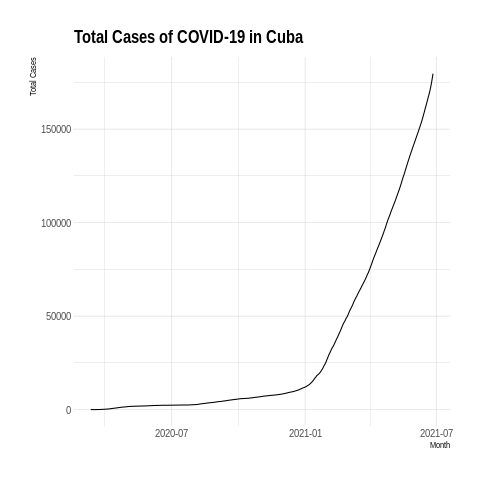 Total Cases of COVID-19 in Cuba
Total Cases
150000
100000
50000
0
2020-07
2021-01
2021-07
Month